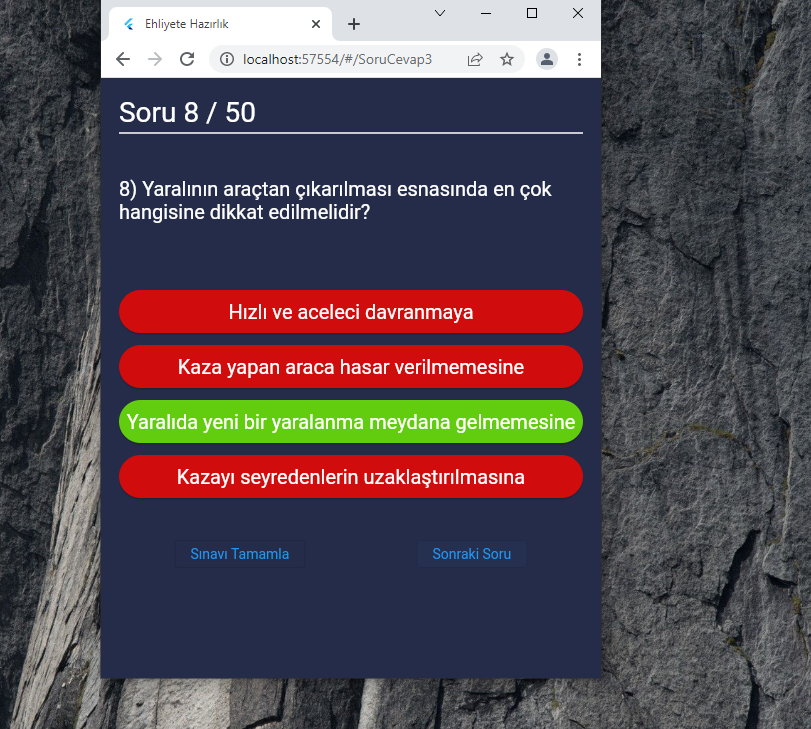 Ehliyete Hazırlık
localhost:57554/#/SoruCevap3
Soru 8 / 50
8) Yaralının araçtan çıkarılması esnasında en çok
hangisine dikkat edilmelidir?
Hızlı ve aceleci davranmaya
Kaza yapan araca hasar verilmemesine
Yaralıda yeni bir yaralanma meydana gelmemesine
Kazayı seyredenlerin uzaklaştırılmasına
Sınavı Tamamla
Sonraki Soru